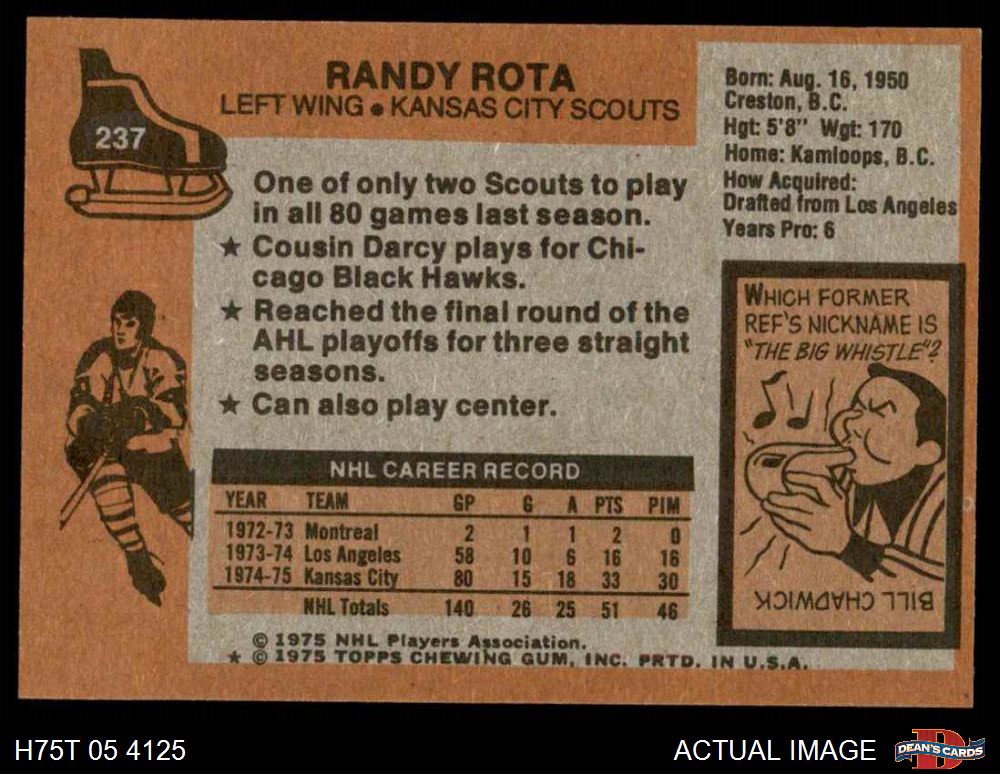 237
RANDY ROTA
LEFT WING ● KANSAS CITY SCOUTS
One of only two Scouts to play
in all 80 games last season.
★ Cousin Darcy plays for Chi-
cago Black Hawks.
★ Reached the final round of the
AHL playoffs for three straight
seasons.
★ Can also play center.
Born: Aug. 16, 1950
Creston, B.C.
Hgt: 5'8" Wgt: 170
Home: Kamloops, B.C.
How Acquired:
Drafted from Los Angeles
Years Pro: 6
WHICH FORMER
REF'S NICKNAME IS
"THE BIG WHISTLE"?
BILL CHADWICK
NHL CAREER RECORD
YEAR TEAM GP G A PTS PIM
1972-73 Montreal 2 1 1 2 0
1973-74 Los Angeles 58 10 6 16 16
1974-75 Kansas City 80 15 18 33 30
NHL Totals 140 26 25 51 46
© 1975 NHL Players Association.
★ © 1975 TOPPS CHEWING GUM, INC. PRTD. IN U.S.A.
H75T 05 4125
ACTUAL IMAGE
DEAN'S CARDS